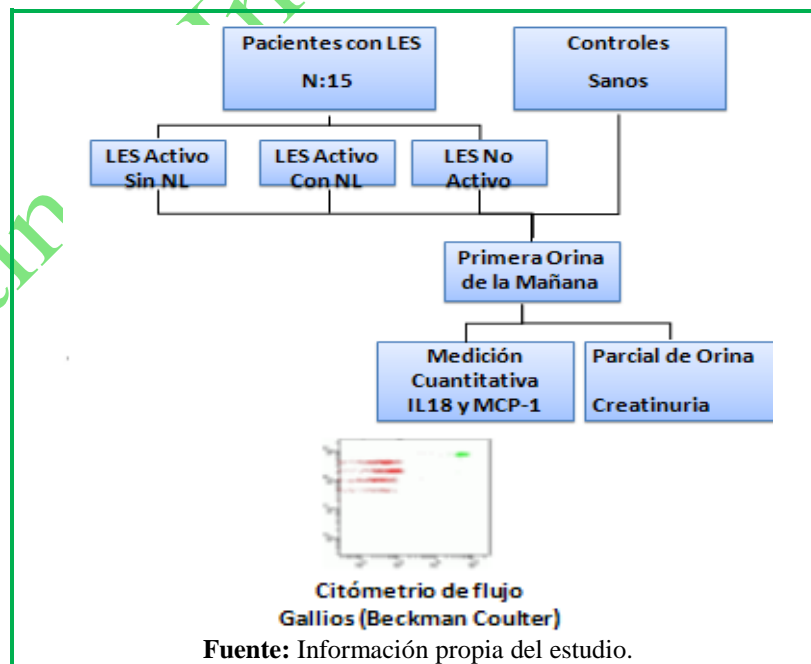 Pacientes con LES
N:15
Controles
Sanos
LES Activo
Sin NL
LES Activo
Con NL
LES No
Activo
Primera Orina
de la Mañana
Medición
Cuantitativa
IL18 y MCP-1
Parcial de Orina
Creatinuria
Citómetrio de flujo
Gallios (Beckman Coulter)
Fuente: Información propia del estudio.